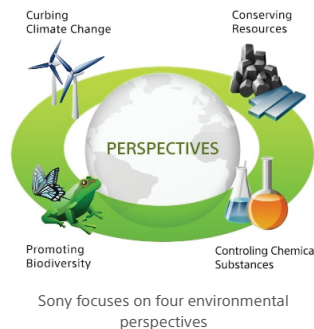 Curbing
Climate Change
Conserving
Resources
PERSPECTIVES
Promoting
Biodiversity
Controling Chemica
Substances
Sony focuses on four environmental
perspectives